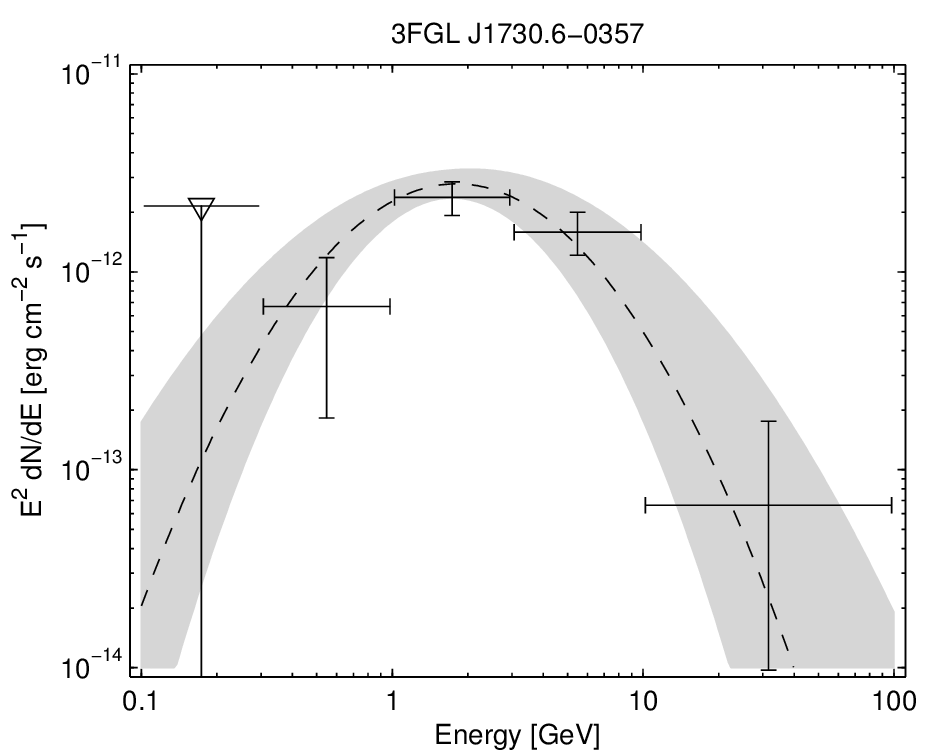 3FGL J1730.6−0357
10⁻¹¹
10⁻¹²
10⁻¹³
10⁻¹⁴
E² dN/dE [erg cm⁻² s⁻¹]
0.1 1 10 100
Energy [GeV]